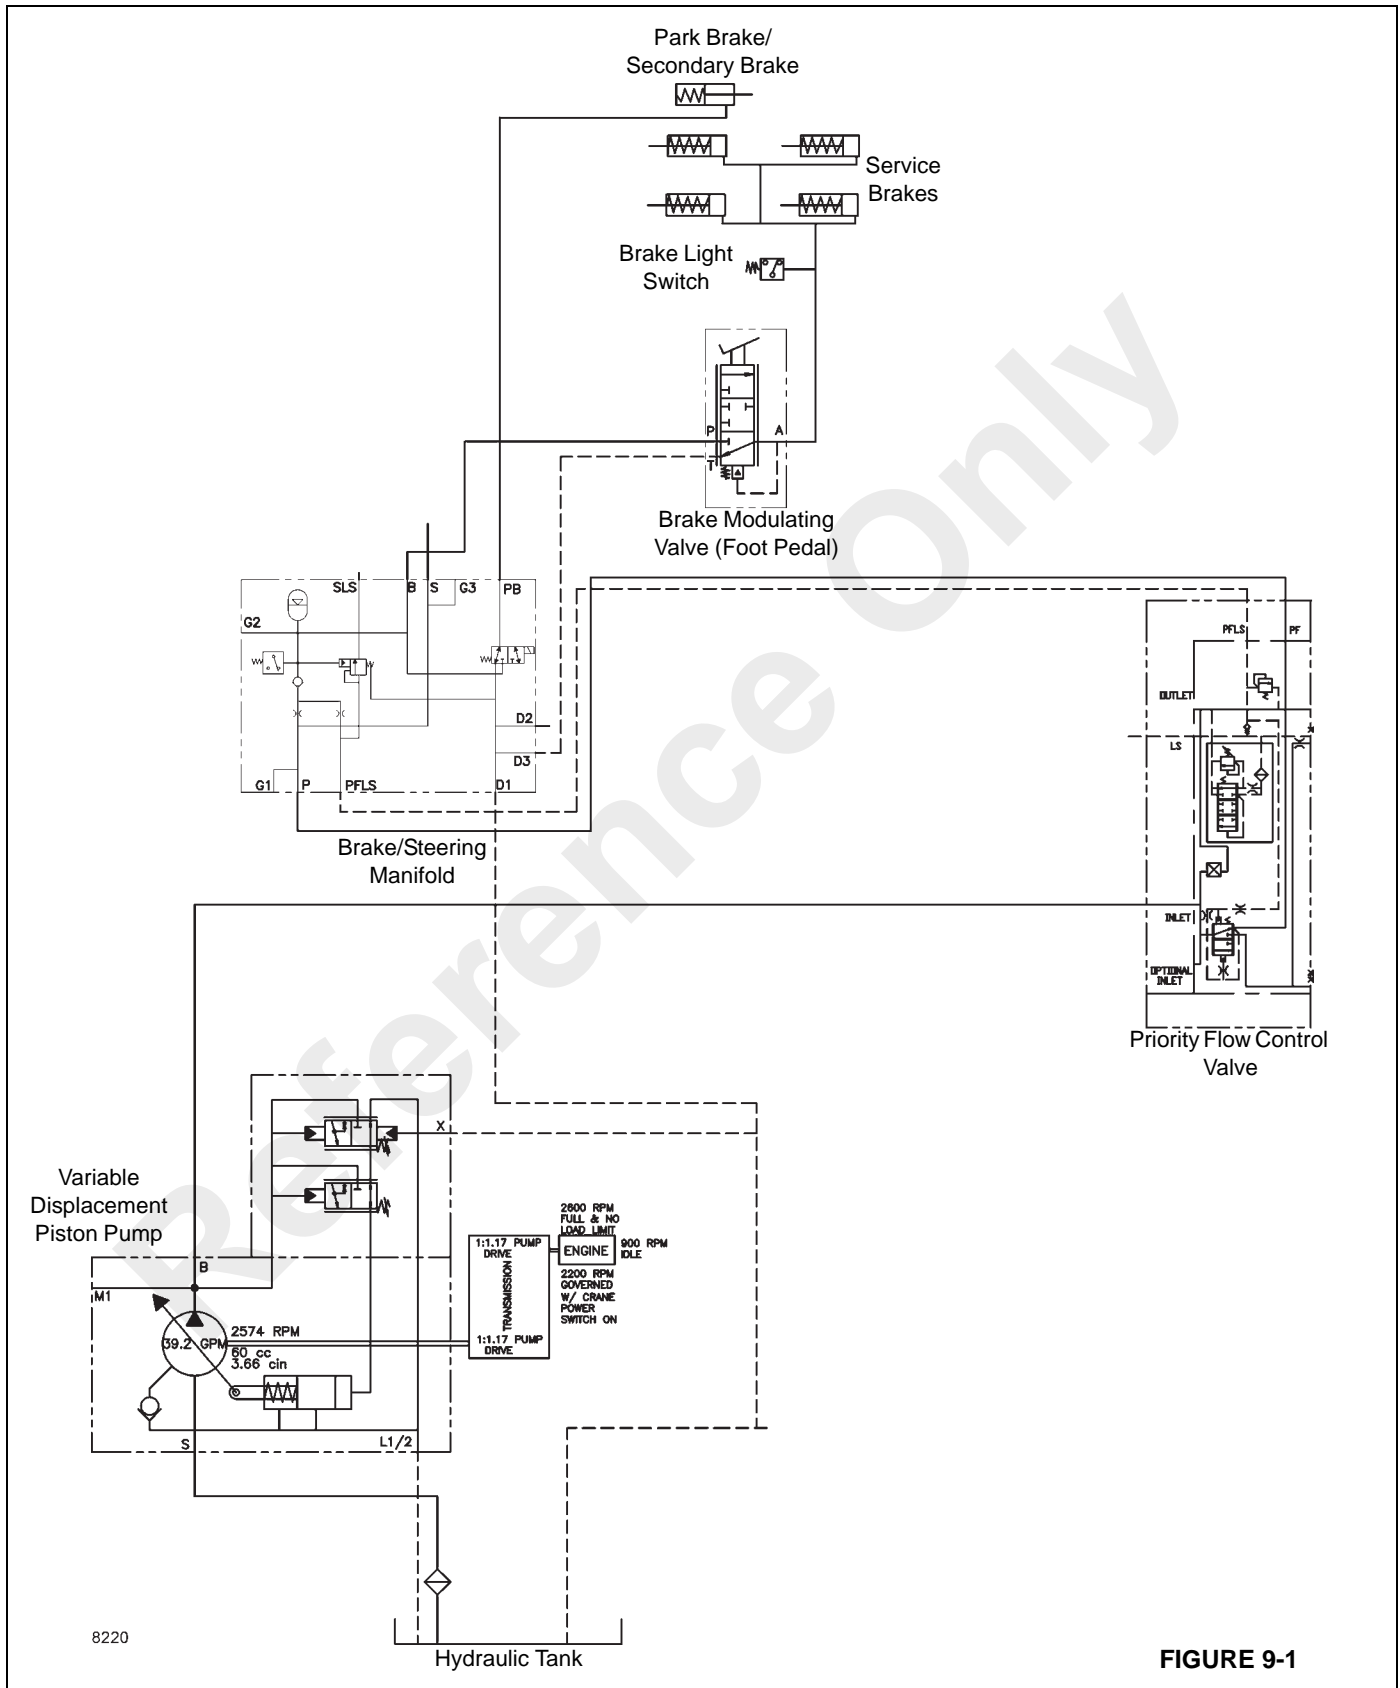 Park Brake/
Secondary Brake
Service
Brakes
Brake Light
Switch
P
A
T
Brake Modulating
Valve (Foot Pedal)
SLS
B
S
G3
PB
G2
D2
D3
G1
P
PFLS
D1
Brake/Steering
Manifold
PFLS
PF
OUTLET
LS
INLET
OPTIONAL
INLET
Priority Flow Control
Valve
X
Variable
Displacement
Piston Pump
B
M1
39.2 GPM
2574 RPM
60 cc
3.66 cin
S
L1/2
1:1.17 PUMP
DRIVE
TRANSMISSION
1:1.17 PUMP
DRIVE
2600 RPM
FULL & NO
LOAD LIMIT
ENGINE
900 RPM
IDLE
2200 RPM
GOVERNED
W/ CRANE
POWER
SWITCH ON
Hydraulic Tank
8220
FIGURE 9-1
Reference Only